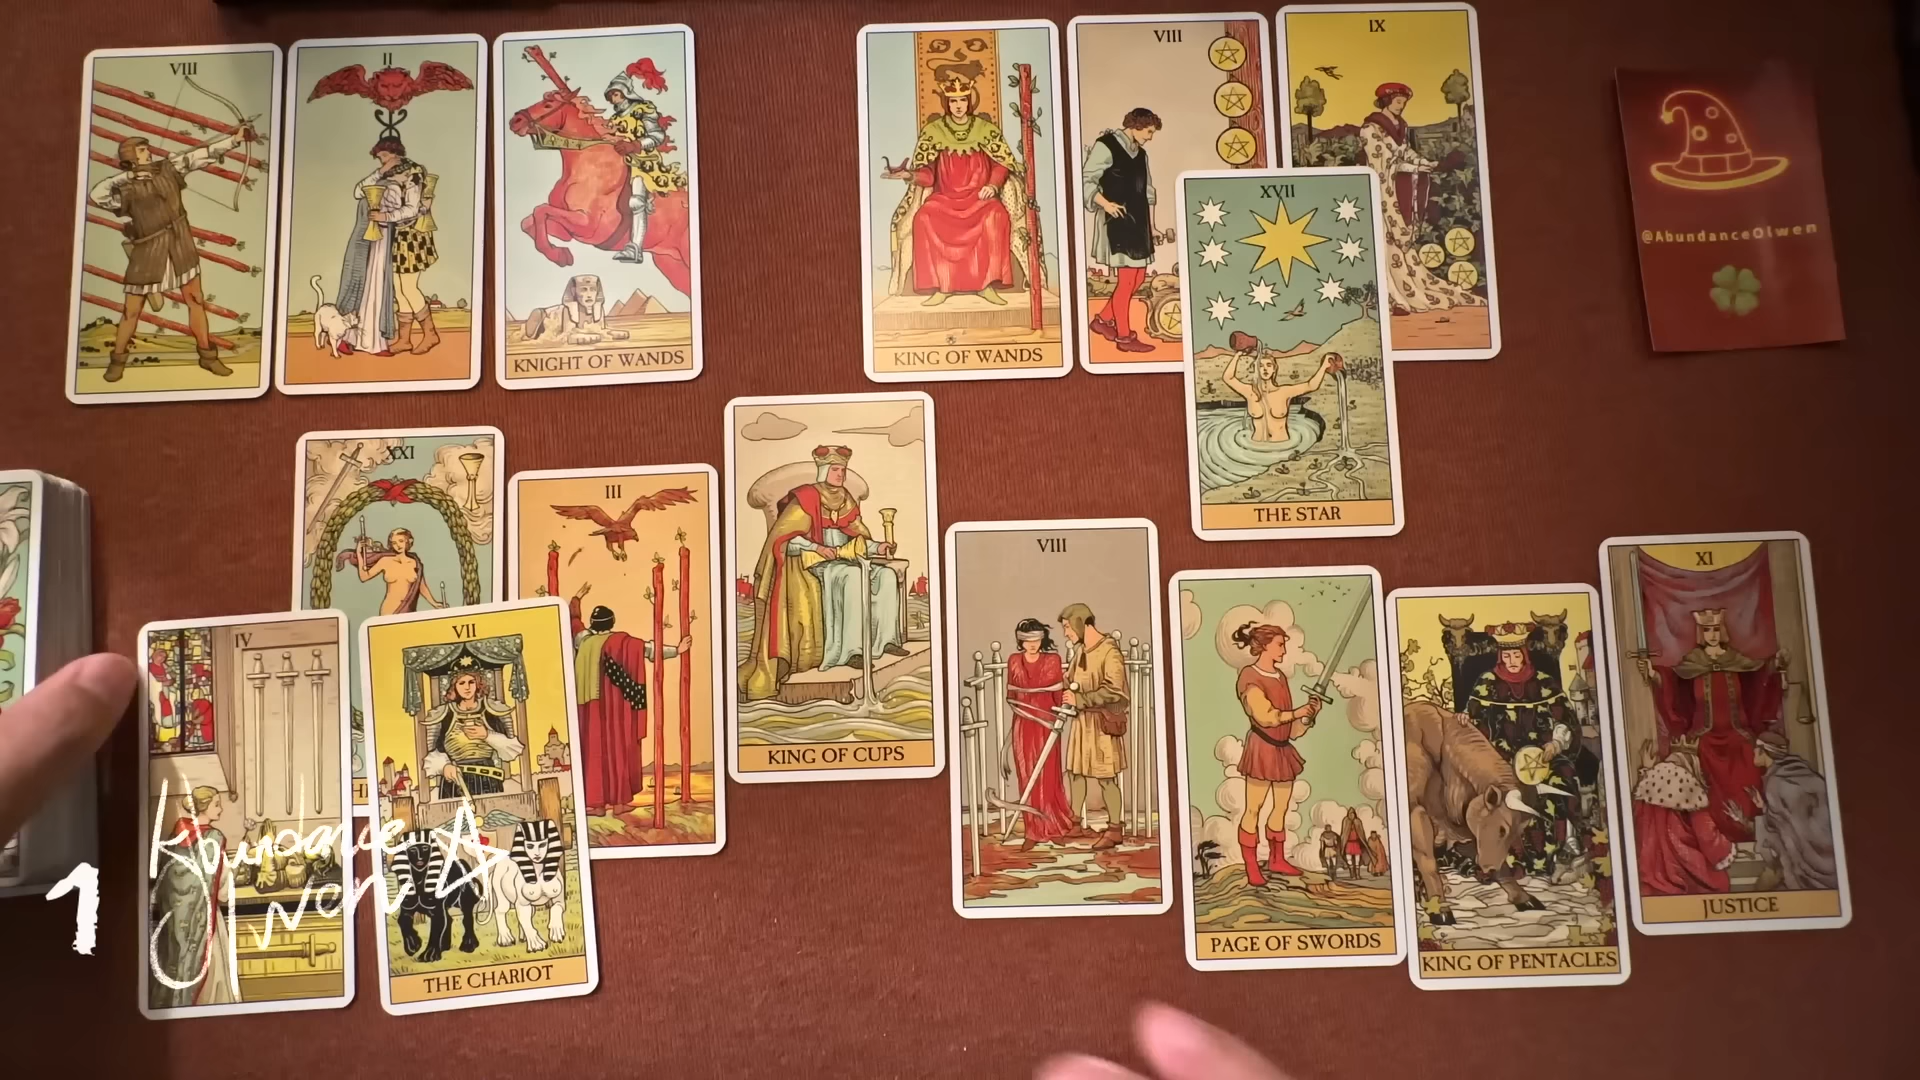 VIII
II
KNIGHT OF WANDS
KING OF WANDS
VIII
IX
XVII
THE STAR
@AbundanceOlwen
XXI
III
KING OF CUPS
VIII
PAGE OF SWORDS
KING OF PENTACLES
XI
JUSTICE
IV
VII
THE CHARIOT
Abundance
Olwen
1